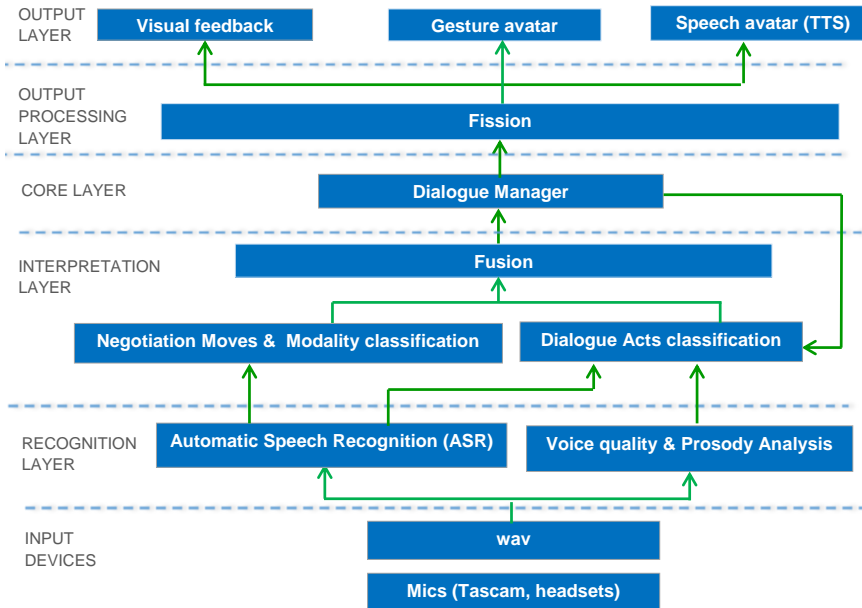 OUTPUT
LAYER
Visual feedback
Gesture avatar
Speech avatar (TTS)
OUTPUT
PROCESSING
LAYER
Fission
CORE LAYER
Dialogue Manager
INTERPRETATION
LAYER
Fusion
Negotiation Moves & Modality classification
Dialogue Acts classification
RECOGNITION
LAYER
Automatic Speech Recognition (ASR)
Voice quality & Prosody Analysis
INPUT
DEVICES
wav
Mics (Tascam, headsets)